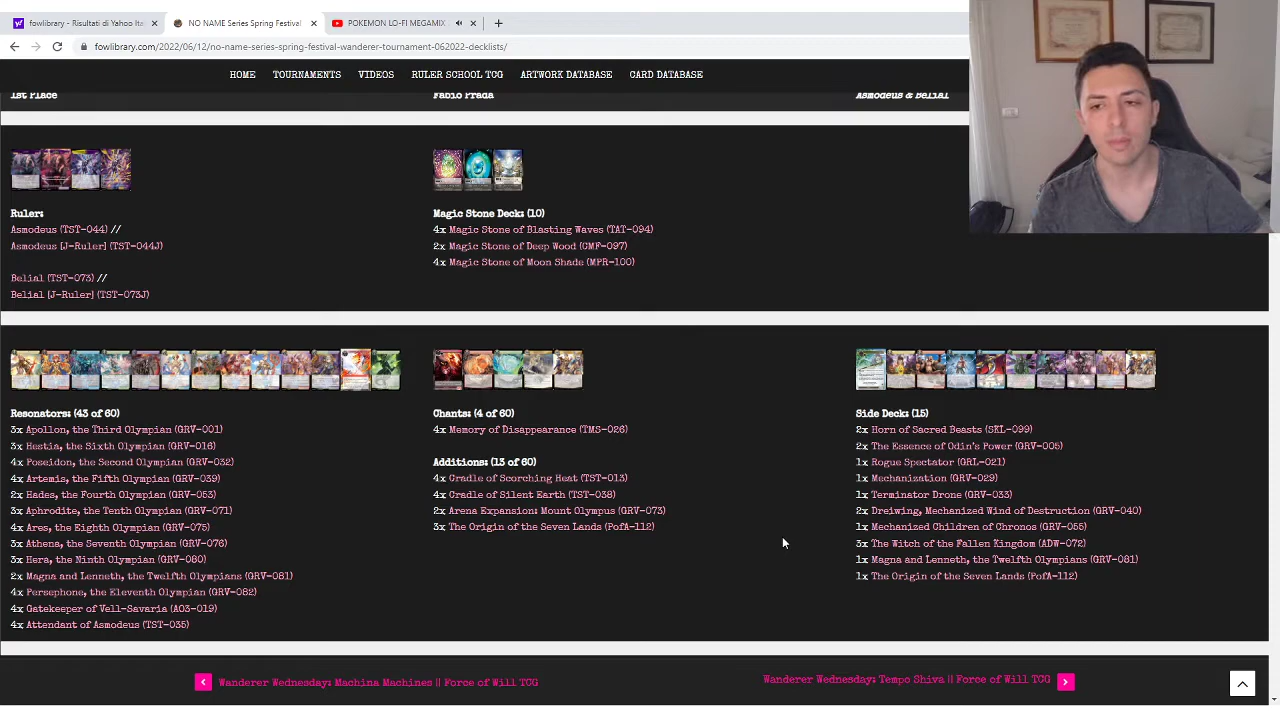 fowlibrary - Risultati di Yahoo Ita
NO NAME Series Spring Festival
POKEMON LO-FI MEGAMIX
fowlibrary.com/2022/06/12/no-name-series-spring-festival-wanderer-tournament-062022-decklists/
HOME TOURNAMENTS VIDEOS RULER SCHOOL TCG ARTWORK DATABASE CARD DATABASE
1st Place
Fabio Prada
Asmodeus & Belial
Ruler:
Asmodeus (TST-044) //
Asmodeus [J-Ruler] (TST-044J)
Belial (TST-073) //
Belial [J-Ruler] (TST-073J)
Magic Stone Deck: (10)
4x Magic Stone of Blasting Waves (TAT-094)
2x Magic Stone of Deep Wood (CMF-097)
4x Magic Stone of Moon Shade (MPR-100)
Resonators: (43 of 60)
3x Apollon, the Third Olympian (GRV-001)
3x Hestia, the Sixth Olympian (GRV-016)
4x Poseidon, the Second Olympian (GRV-032)
4x Artemis, the Fifth Olympian (GRV-039)
2x Hades, the Fourth Olympian (GRV-053)
3x Aphrodite, the Tenth Olympian (GRV-071)
4x Ares, the Eighth Olympian (GRV-075)
3x Athena, the Seventh Olympian (GRV-076)
3x Hera, the Ninth Olympian (GRV-080)
2x Magna and Lenneth, the Twelfth Olympians (GRV-081)
4x Persephone, the Eleventh Olympian (GRV-082)
4x Gatekeeper of Vell-Savaria (AO3-019)
4x Attendant of Asmodeus (TST-035)
Chants: (4 of 60)
4x Memory of Disappearance (TMS-026)
Additions: (13 of 60)
4x Cradle of Scorching Heat (TST-013)
4x Cradle of Silent Earth (TST-038)
2x Arena Expansion: Mount Olympus (GRV-073)
3x The Origin of the Seven Lands (PofA-112)
Side Deck: (15)
2x Horn of Sacred Beasts (SKL-099)
2x The Essence of Odin's Power (GRV-005)
1x Rogue Spectator (GRL-021)
1x Mechanization (GRV-029)
1x Terminator Drone (GRV-033)
2x Dreiwing, Mechanized Wind of Destruction (GRV-040)
1x Mechanized Children of Chronos (GRV-055)
3x The Witch of the Fallen Kingdom (ADW-072)
1x Magna and Lenneth, the Twelfth Olympians (GRV-081)
1x The Origin of the Seven Lands (PofA-112)
Wanderer Wednesday: Machina Machines || Force of Will TCG
Wanderer Wednesday: Tempo Shiva || Force of Will TCG